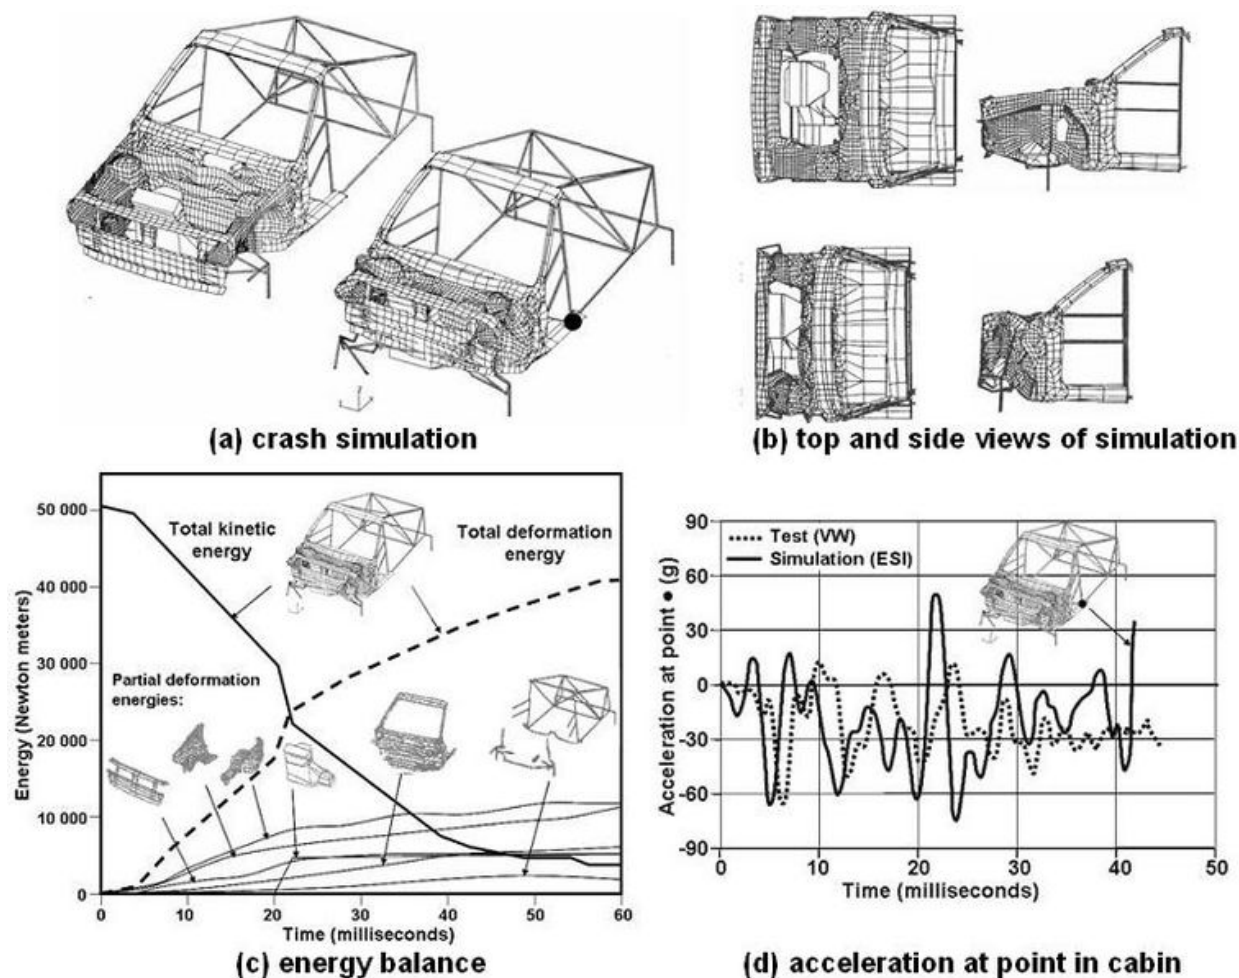 (a) crash simulation
(b) top and side views of simulation
50 000
40 000
30 000
20 000
10 000
0
Energy (Newton meters)
Total kinetic
energy
Total deformation
energy
Partial deformation
energies:
0
10
20
30
40
50
60
Time (milliseconds)
(c) energy balance
90
60
30
0
-30
-60
-90
Acceleration at point ● (g)
Test (VW)
Simulation (ESI)
0
10
20
30
40
50
Time (milliseconds)
(d) acceleration at point in cabin